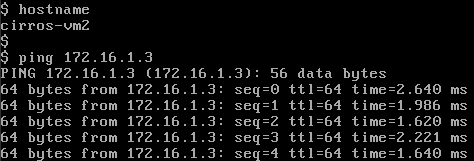 $ hostname
cirros-vm2
$
$ ping 172.16.1.3
PING 172.16.1.3 (172.16.1.3): 56 data bytes
64 bytes from 172.16.1.3: seq=0 ttl=64 time=2.640 ms
64 bytes from 172.16.1.3: seq=1 ttl=64 time=1.986 ms
64 bytes from 172.16.1.3: seq=2 ttl=64 time=1.620 ms
64 bytes from 172.16.1.3: seq=3 ttl=64 time=2.221 ms
64 bytes from 172.16.1.3: seq=4 ttl=64 time=1.640 ms